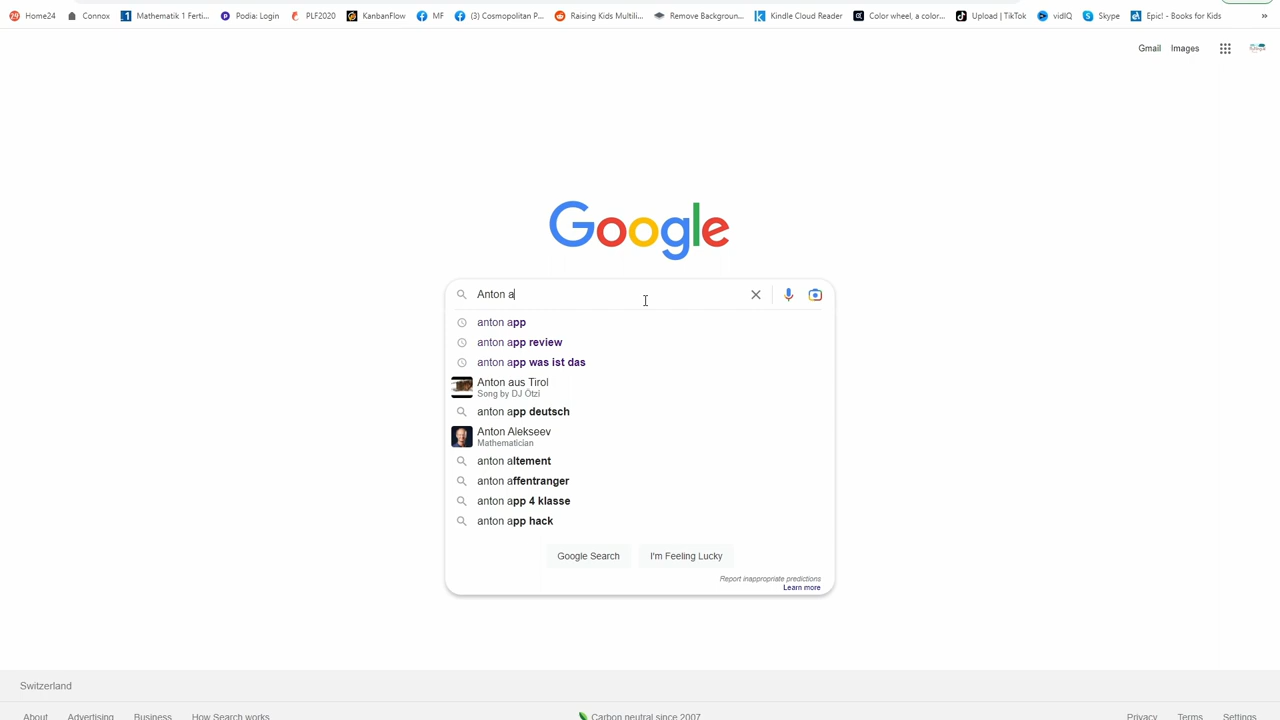 Home24 Connox Mathematik 1 Ferti... Podia: Login PLF2020 KanbanFlow MF (3) Cosmopolitan P... Raising Kids Multili... Remove Backgroun... Kindle Cloud Reader Color wheel, a color... Upload | TikTok vidIQ Skype Epic! - Books for Kids »
Gmail Images
Google
Anton a
anton app
anton app review
anton app was ist das
Anton aus Tirol
Song by DJ Ötzi
anton app deutsch
Anton Alekseev
Mathematician
anton altement
anton affentranger
anton app 4 klasse
anton app hack
Google Search I'm Feeling Lucky
Report inappropriate predictions
Learn more
Switzerland
About Advertising Business How Search works Carbon neutral since 2007 Privacy Terms Settings